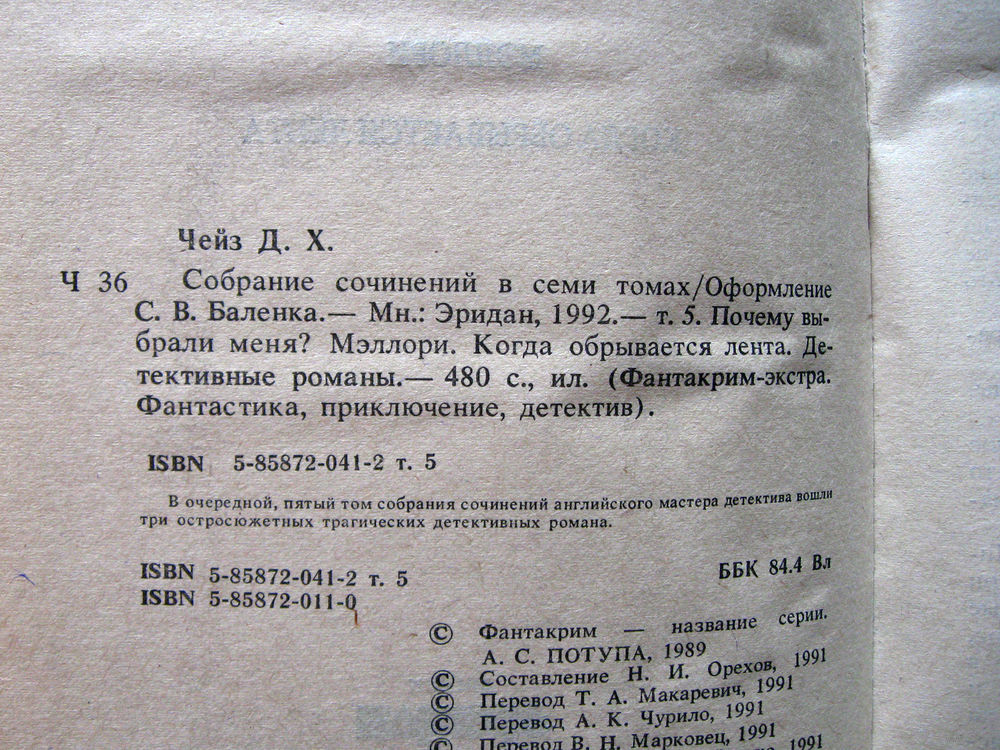 Чейз Д. Х.
Ч 36 Собрание сочинений в семи томах/Оформление
С. В. Баленка.— Мн.: Эридан, 1992.— т. 5. Почему вы-
брали меня? Мэллори. Когда обрывается лента. Де-
тективные романы.— 480 с., ил. (Фантакрим-экстра.
Фантастика, приключение, детектив).
ISBN 5-85872-041-2 т. 5
В очередной, пятый том собрания сочинений английского мастера детектива вошли
три остросюжетных трагических детективных романа.
ISBN 5-85872-041-2 т. 5
ББК 84.4 Вл
ISBN 5-85872-011-0
© Фантакрим — название серии.
А. С. ПОТУПА, 1989
© Составление Н. И. Орехов, 1991
© Перевод Т. А. Макаревич, 1991
© Перевод А. К. Чурило, 1991
© Перевод В. Н. Марковец, 1991
1991